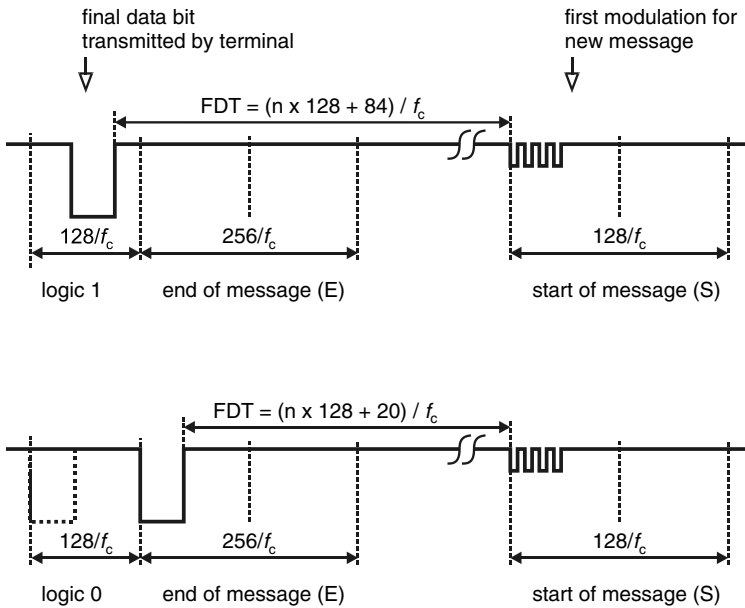 final data bit
transmitted by terminal
first modulation for
new message
FDT = (n x 128 + 84) / fc
128/fc
256/fc
128/fc
logic 1
end of message (E)
start of message (S)
FDT = (n x 128 + 20) / fc
128/fc
256/fc
128/fc
logic 0
end of message (E)
start of message (S)